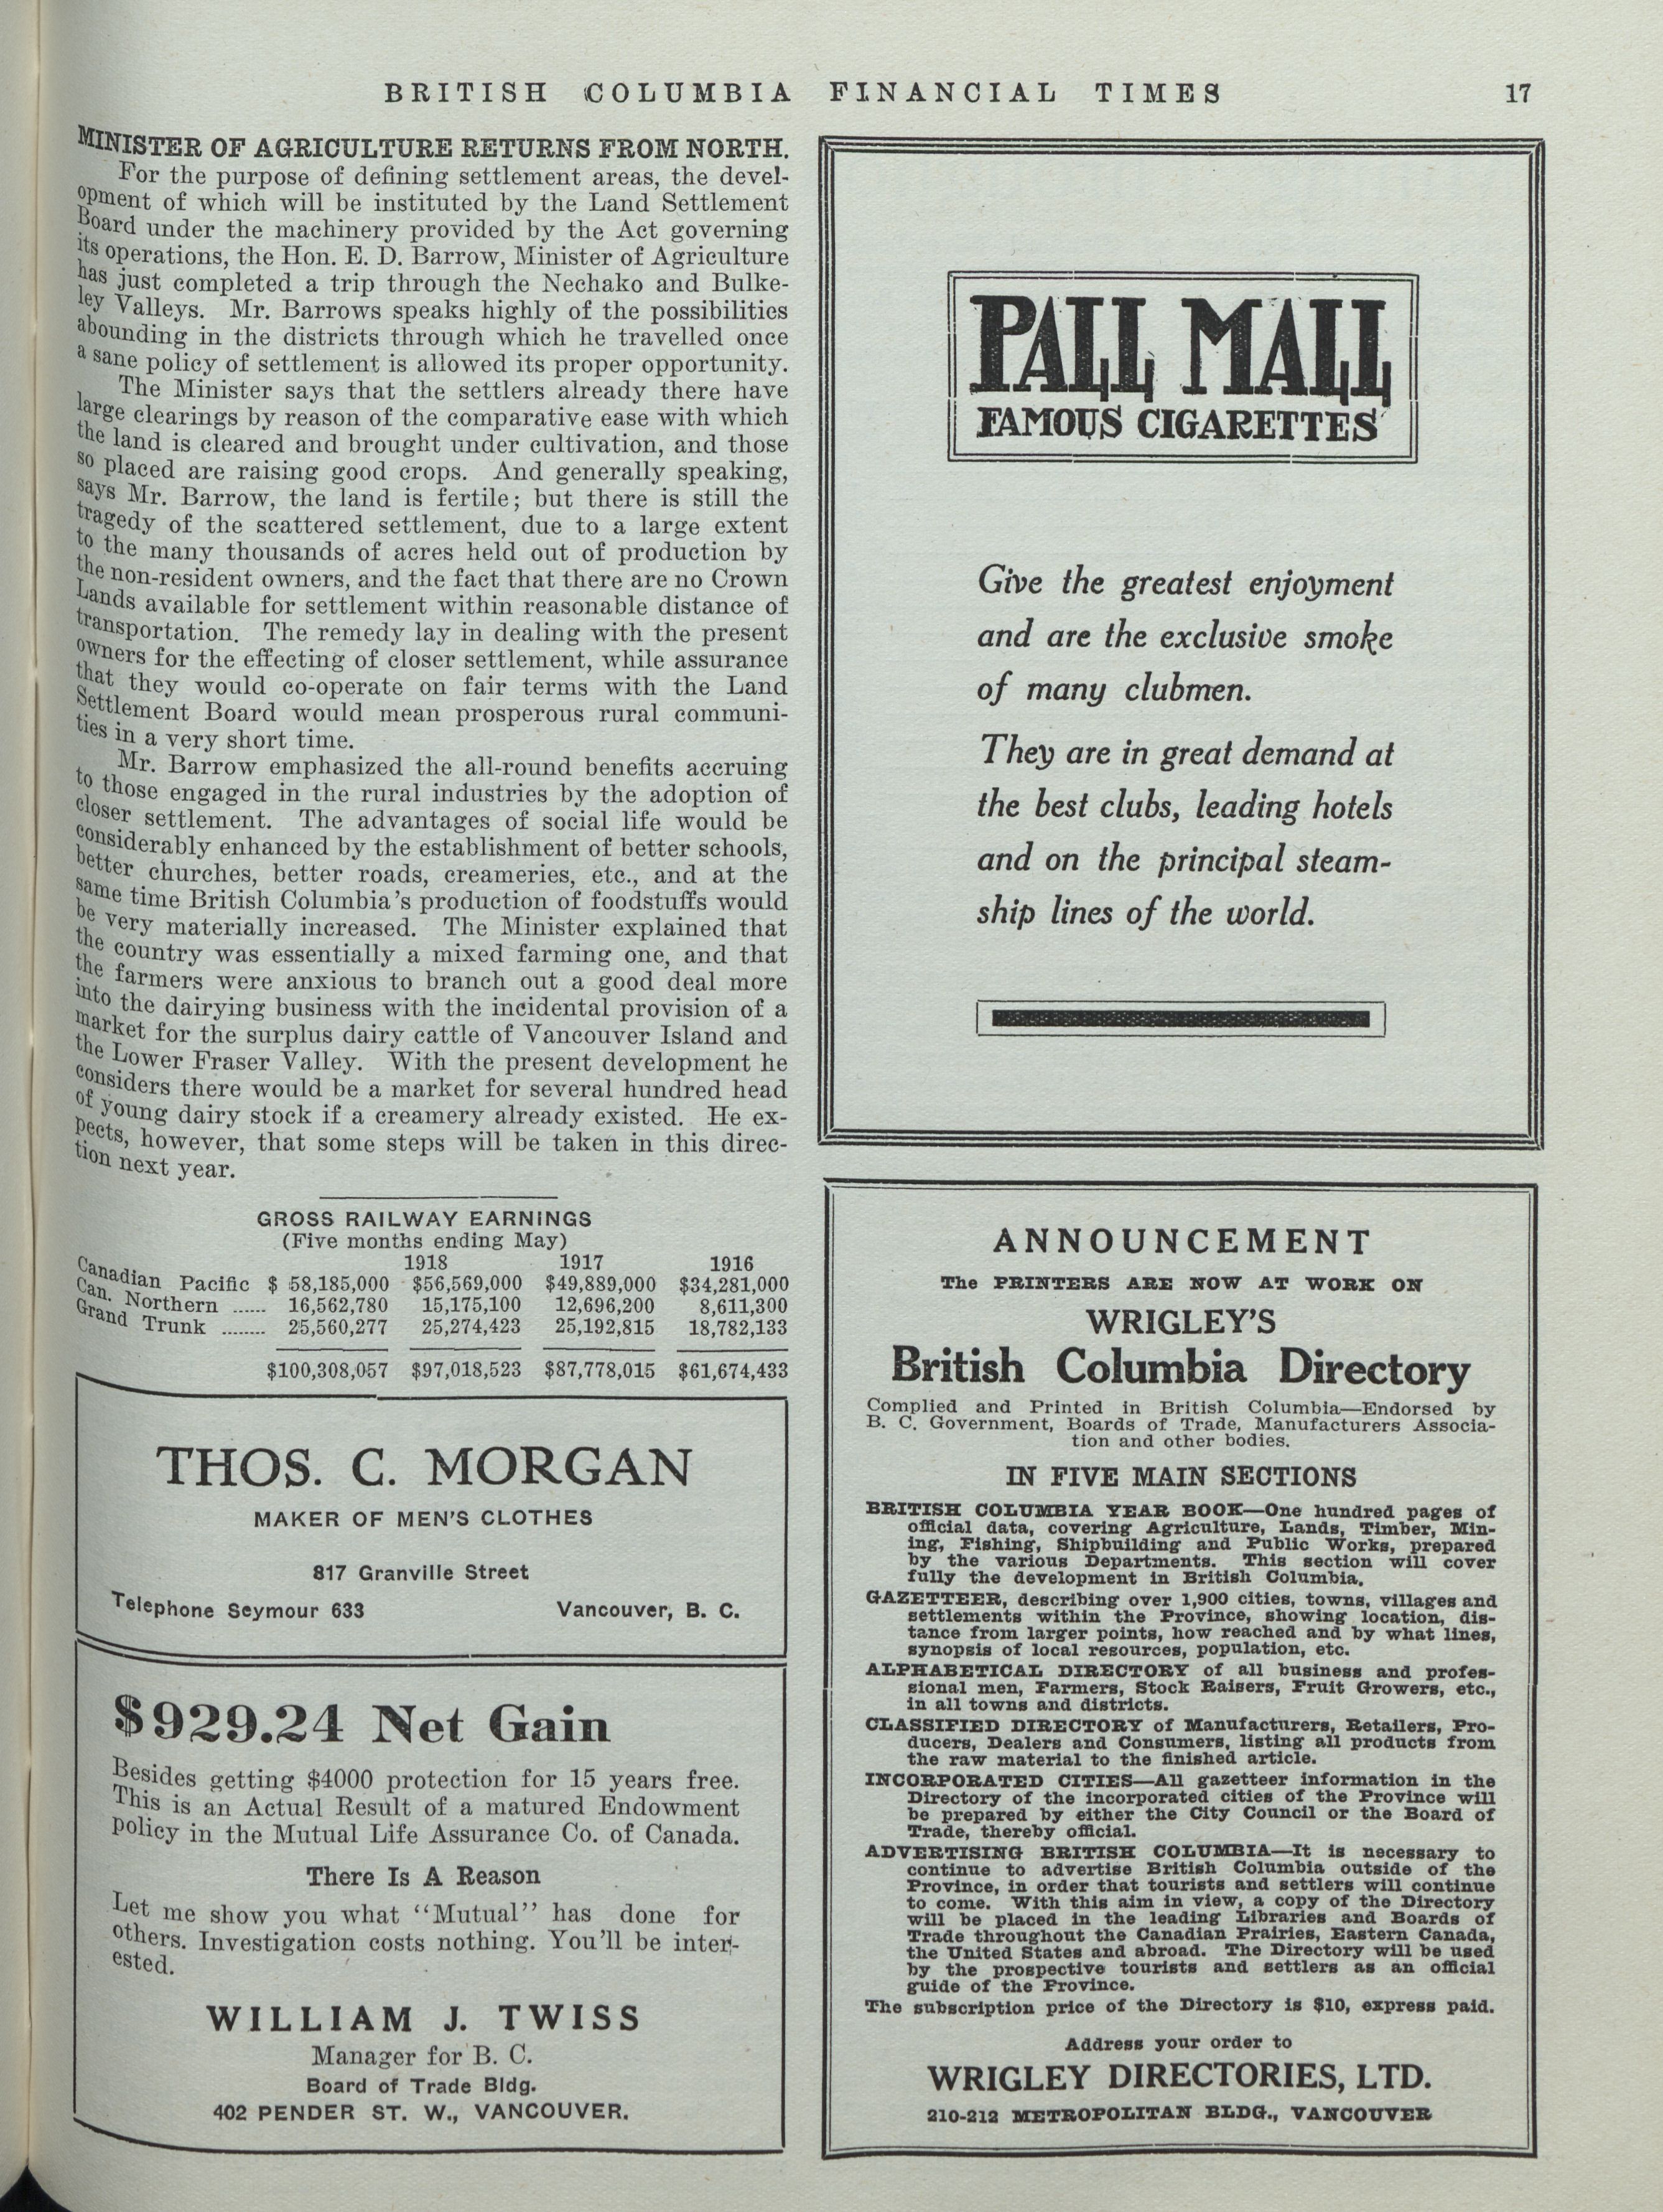 BRITISH COLUMBIA FINANCIAL TIMES 17
MINISTER OF AGRICULTURE RETURNS FROM NORTH.
For the purpose of defining settlement areas, the devel-
opment of which will be instituted by the Land Settlement
Board under the machinery provided by the Act governing
its operations, the Hon. E. D. Barrow, Minister of Agriculture
has just completed a trip through the Nechako and Bulke-
ley Valleys. Mr. Barrows speaks highly of the possibilities
abounding in the districts through which he travelled once
a sane policy of settlement is allowed its proper opportunity.
The Minister says that the settlers already there have
large clearings by reason of the comparative ease with which
the land is cleared and brought under cultivation, and those
so placed are raising good crops. And generally speaking,
says Mr. Barrow, the land is fertile; but there is still the
tragedy of the scattered settlement, due to a large extent
to the many thousands of acres held out of production by
the non-resident owners, and the fact that there are no Crown
Lands available for settlement within reasonable distance of
transportation. The remedy lay in dealing with the present
owners for the effecting of closer settlement, while assurance
that they would co-operate on fair terms with the Land
Settlement Board would mean prosperous rural communi-
ties in a very short time.
Mr. Barrow emphasized the all-round benefits accruing
to those engaged in the rural industries by the adoption of
closer settlement. The advantages of social life would be
considerably enhanced by the establishment of better schools,
better churches, better roads, creameries, etc., and at the
same time British Columbia's production of foodstuffs would
be very materially increased. The Minister explained that
the country was essentially a mixed farming one, and that
the farmers were anxious to branch out a good deal more
into the dairying business with the incidental provision of a
market for the surplus dairy cattle of Vancouver Island and
the Lower Fraser Valley. With the present development he
considers there would be a market for several hundred head
of young dairy stock if a creamery already existed. He ex-
pects, however, that some steps will be taken in this direc-
tion next year.
GROSS RAILWAY EARNINGS
(Five months ending May)
1918 1917 1916
Canadian Pacific $ 58,185,000 $56,569,000 $49,889,000 $34,281,000
Can. Northern ...... 16,562,780 15,175,100 12,696,200 8,611,300
Grand Trunk ........ 25,560,277 25,274,423 25,192,815 18,782,133
$100,308,057 $97,018,523 $87,778,015 $61,674,433
THOS. C. MORGAN
MAKER OF MEN'S CLOTHES
817 Granville Street
Telephone Seymour 633 Vancouver, B. C.
$929.24 Net Gain
Besides getting $4000 protection for 15 years free.
This is an Actual Result of a matured Endowment
policy in the Mutual Life Assurance Co. of Canada.
There Is A Reason
Let me show you what "Mutual" has done for
others. Investigation costs nothing. You'll be inter-
ested.
WILLIAM J. TWISS
Manager for B. C.
Board of Trade Bldg.
402 PENDER ST. W., VANCOUVER.
PALL MALL
FAMOUS CIGARETTES
Give the greatest enjoyment
and are the exclusive smoke
of many clubmen.
They are in great demand at
the best clubs, leading hotels
and on the principal steam-
ship lines of the world.
ANNOUNCEMENT
The PRINTERS ARE NOW AT WORK ON
WRIGLEY'S
British Columbia Directory
Complied and Printed in British Columbia—Endorsed by
B. C. Government, Boards of Trade, Manufacturers Associa-
tion and other bodies.
IN FIVE MAIN SECTIONS
BRITISH COLUMBIA YEAR BOOK—One hundred pages of
official data, covering Agriculture, Lands, Timber, Min-
ing, Fishing, Shipbuilding and Public Works, prepared
by the various Departments. This section will cover
fully the development in British Columbia.
GAZETTEER, describing over 1,900 cities, towns, villages and
settlements within the Province, showing location, dis-
tance from larger points, how reached and by what lines,
synopsis of local resources, population, etc.
ALPHABETICAL DIRECTORY of all business and profes-
sional men, Farmers, Stock Raisers, Fruit Growers, etc.,
in all towns and districts.
CLASSIFIED DIRECTORY of Manufacturers, Retailers, Pro-
ducers, Dealers and Consumers, listing all products from
the raw material to the finished article.
INCORPORATED CITIES—All gazetteer information in the
Directory of the incorporated cities of the Province will
be prepared by either the City Council or the Board of
Trade, thereby official.
ADVERTISING BRITISH COLUMBIA—It is necessary to
continue to advertise British Columbia outside of the
Province, in order that tourists and settlers will continue
to come. With this aim in view, a copy of the Directory
will be placed in the leading Libraries and Boards of
Trade throughout the Canadian Prairies, Eastern Canada,
the United States and abroad. The Directory will be used
by the prospective tourists and settlers as an official
guide of the Province.
The subscription price of the Directory is $10, express paid.
Address your order to
WRIGLEY DIRECTORIES, LTD.
210-212 METROPOLITAN BLDG., VANCOUVER